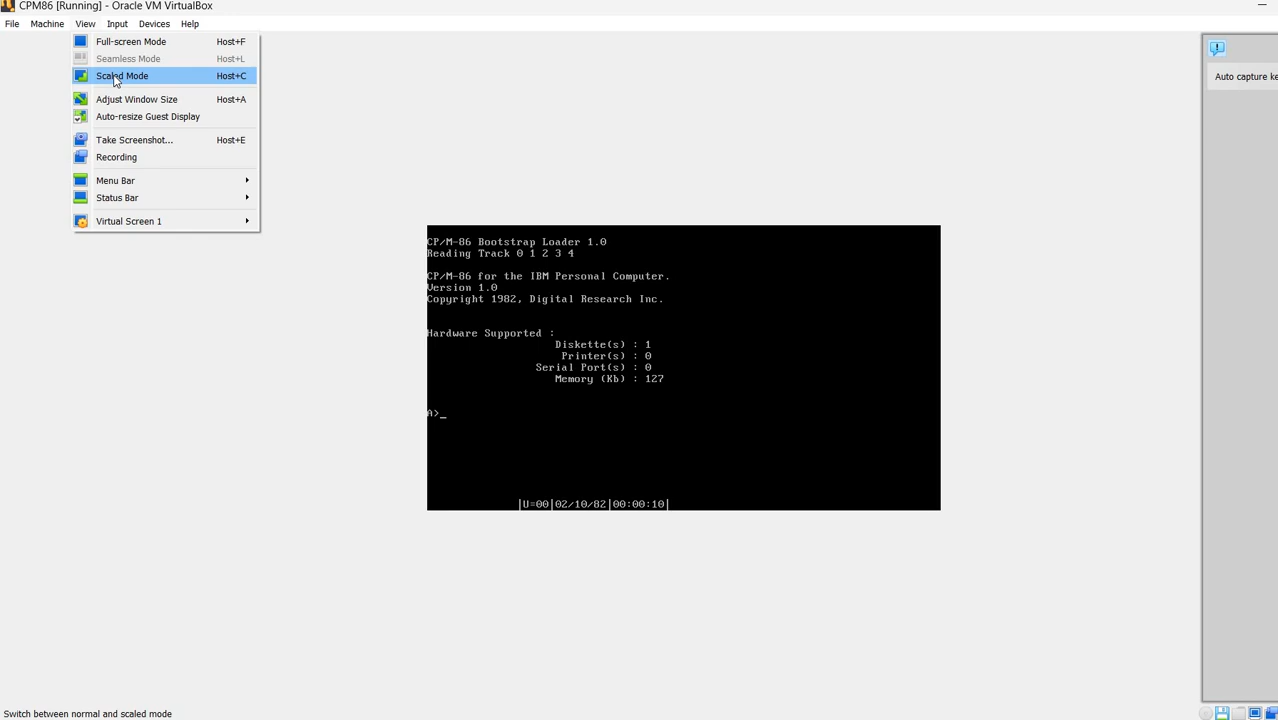 CPM86 [Running] - Oracle VM VirtualBox
File Machine View Input Devices Help
Full-screen Mode Host+F
Seamless Mode Host+L
Scaled Mode Host+C
Adjust Window Size Host+A
Auto-resize Guest Display
Take Screenshot... Host+E
Recording
Menu Bar
Status Bar
Virtual Screen 1
Auto capture ke
CP/M-86 Bootstrap Loader 1.0
Reading Track 0 1 2 3 4
CP/M-86 for the IBM Personal Computer.
Version 1.0
Copyright 1982, Digital Research Inc.
Hardware Supported :
Diskette(s) : 1
Printer(s) : 0
Serial Port(s) : 0
Memory (Kb) : 127
A>_
|U=00|02/10/82|00:00:10|
Switch between normal and scaled mode